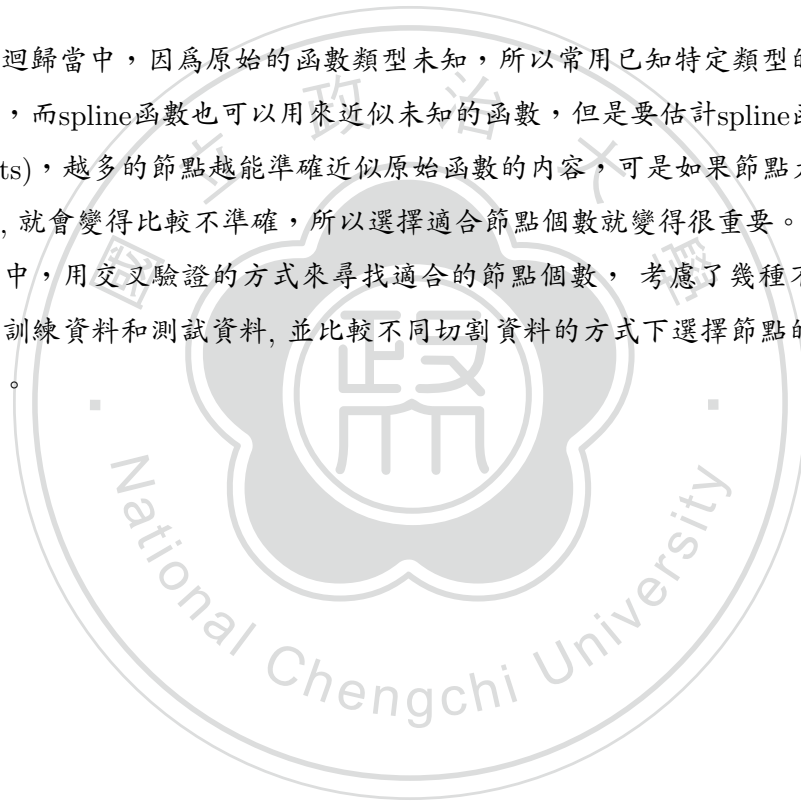 迴歸當中，因爲原始的函數類型未知，所以常用已知特定類型的
，而spline函數也可以用來近似未知的函數，但是要估計spline函
ts)，越多的節點越能準確近似原始函數的內容，可是如果節點太
, 就會變得比較不準確，所以選擇適合節點個數就變得很重要。
中，用交叉驗證的方式來尋找適合的節點個數， 考慮了幾種不
訓練資料和測試資料, 並比較不同切割資料的方式下選擇節點的
。
國立政治大學
National Chengchi University